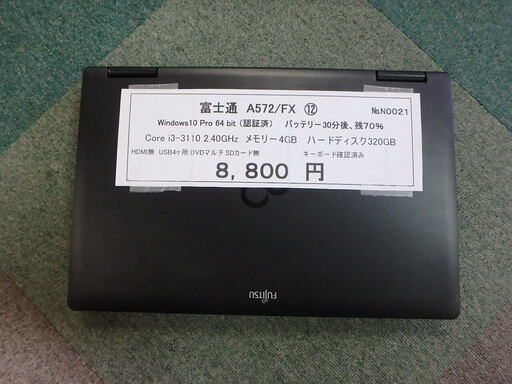 富士通 A572/FX ⑫ №N0021
Windows10 Pro 64 bit (認証済) バッテリー30分後、残70%
Core i3-3110 2.40GHz メモリー4GB ハードディスク320GB
HDMI無 USB4ヶ所 DVDマルチ SDカード無 キーボード確認済み
8,800 円
FUJITSU